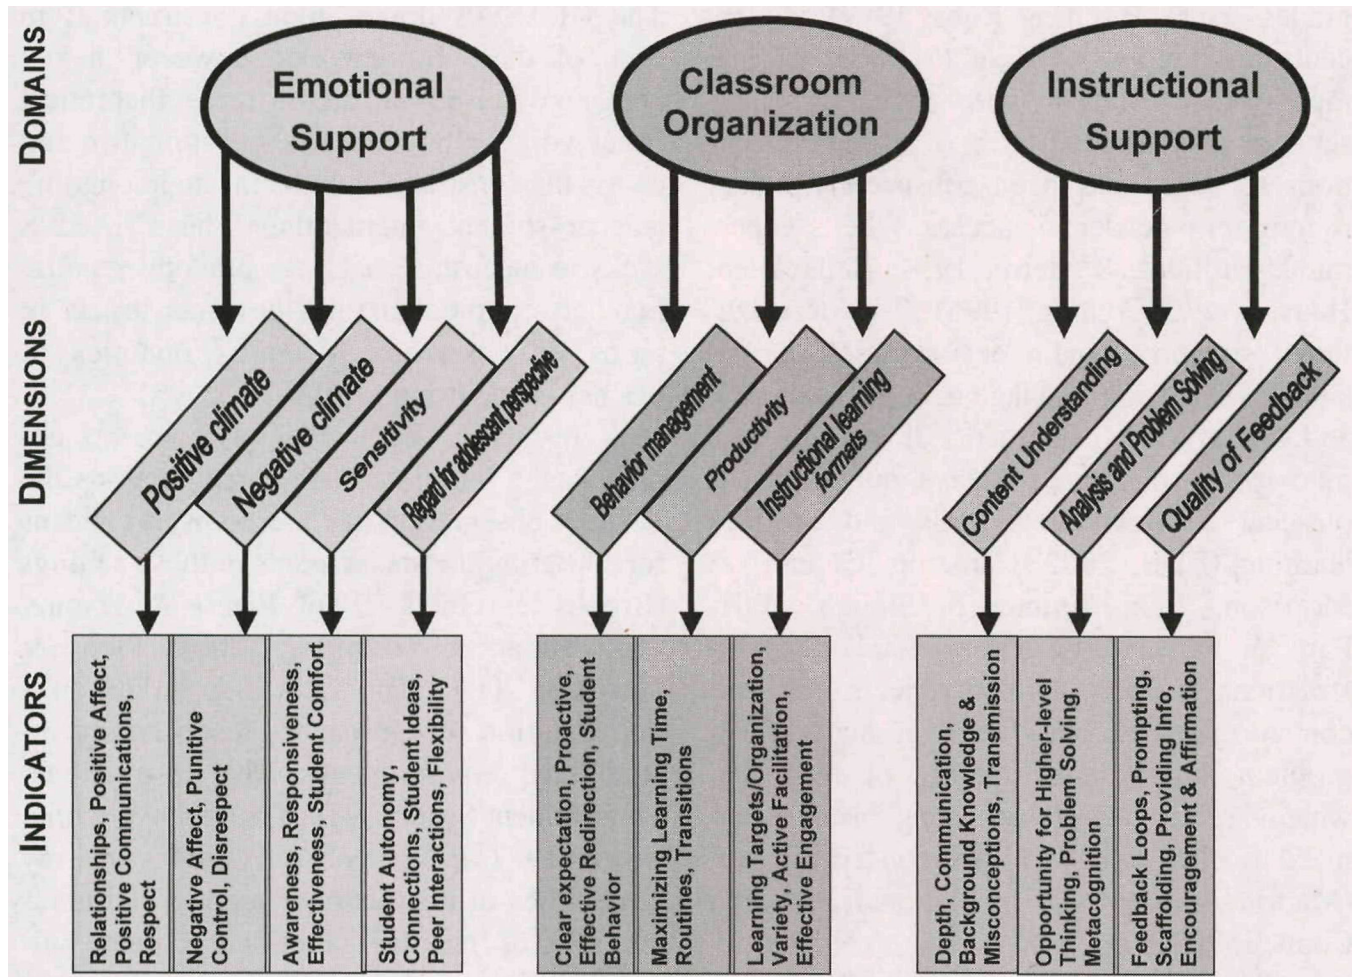 DOMAINS
Emotional
Support
Classroom
Organization
Instructional
Support
DIMENSIONS
Positive climate
Negative climate
Sensitivity
Regard for adolescent perspective
Behavior management
Productivity
Instructional learning
formats
Content Understanding
Analysis and Problem Solving
Quality of Feedback
INDICATORS
Relationships, Positive Affect,
Positive Communications,
Respect
Negative Affect, Punitive
Control, Disrespect
Awareness, Responsiveness,
Effectiveness, Student Comfort
Student Autonomy,
Connections, Student Ideas,
Peer Interactions, Flexibility
Clear expectation, Proactive,
Effective Redirection, Student
Behavior
Maximizing Learning Time,
Routines, Transitions
Learning Targets/Organization,
Variety, Active Facilitation,
Effective Engagement
Depth, Communication,
Background Knowledge &
Misconceptions, Transmission
Opportunity for Higher-level
Thinking, Problem Solving,
Metacognition
Feedback Loops, Prompting,
Scaffolding, Providing Info,
Encouragement & Affirmation